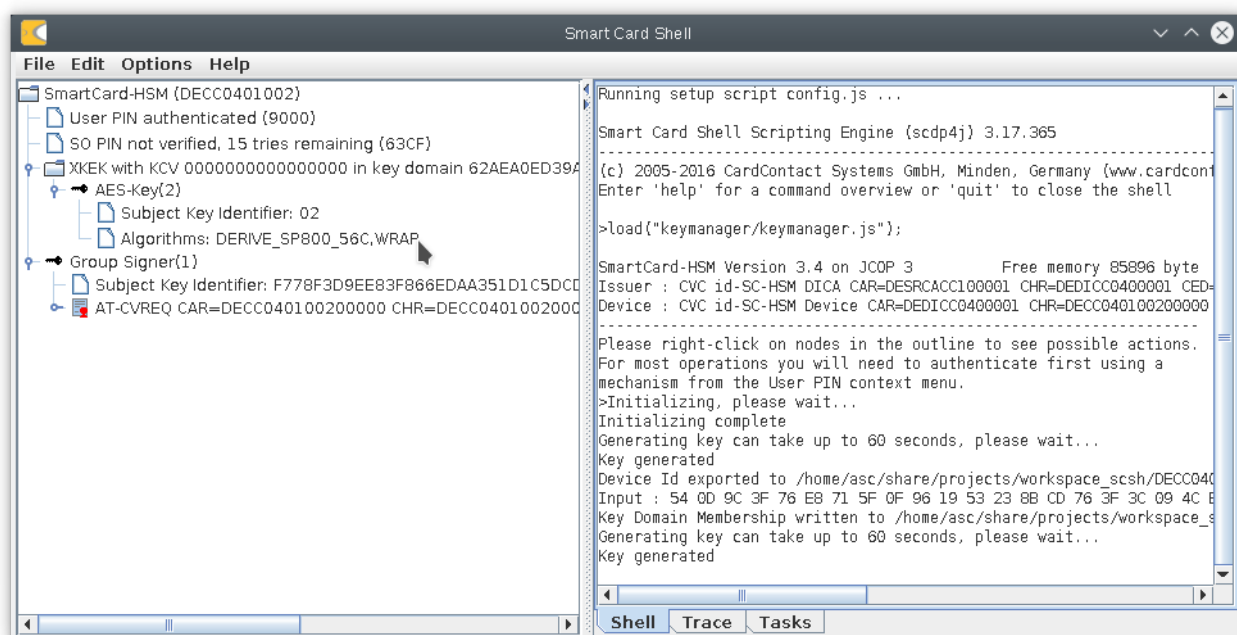 Smart Card Shell
File Edit Options Help
SmartCard-HSM (DECC0401002)
User PIN authenticated (9000)
SO PIN not verified, 15 tries remaining (63CF)
XKEK with KCV 0000000000000000 in key domain 62AEA0ED39A
AES-Key(2)
Subject Key Identifier: 02
Algorithms: DERIVE_SP800_56C,WRAP
Group Signer(1)
Subject Key Identifier: F778F3D9EE83F866EDAA351D1C5DCD
AT-CVREQ CAR=DECC040100200000 CHR=DECC0401002000
Running setup script config.js ...
Smart Card Shell Scripting Engine (scdp4j) 3.17.365
---------------------------------------------------------------
(c) 2005-2016 CardContact Systems GmbH, Minden, Germany (www.cardcont
Enter 'help' for a command overview or 'quit' to close the shell
>load("keymanager/keymanager.js");
SmartCard-HSM Version 3.4 on JCOP 3 Free memory 85896 byte
Issuer : CVC id-SC-HSM DICA CAR=DESRCACC100001 CHR=DEDICC0400001 CED=
Device : CVC id-SC-HSM Device CAR=DEDICC0400001 CHR=DECC040100200000
---------------------------------------------------------------
Please right-click on nodes in the outline to see possible actions.
For most operations you will need to authenticate first using a
mechanism from the User PIN context menu.
>Initializing, please wait...
Initializing complete
Generating key can take up to 60 seconds, please wait...
Key generated
Device Id exported to /home/asc/share/projects/workspace_scsh/DECC040
Input : 54 0D 9C 3F 76 E8 71 5F 0F 96 19 53 23 8B CD 76 3F 3C 09 4C
Key Domain Membership written to /home/asc/share/projects/workspace_s
Generating key can take up to 60 seconds, please wait...
Key generated
Shell Trace Tasks